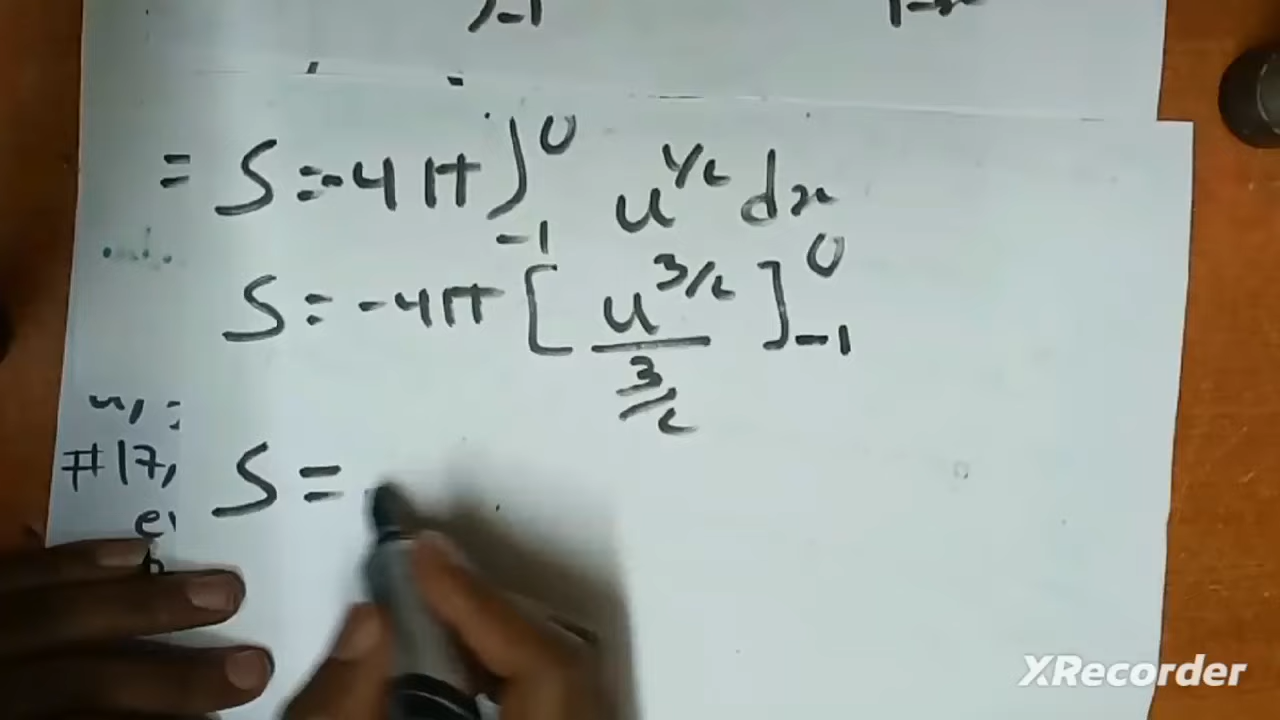 = S = -4π ∫₋₁⁰ u^1/2 dx
S = -4π [ u^3/2 / 3/2 ]₋₁⁰
#17,
S =
XRecorder